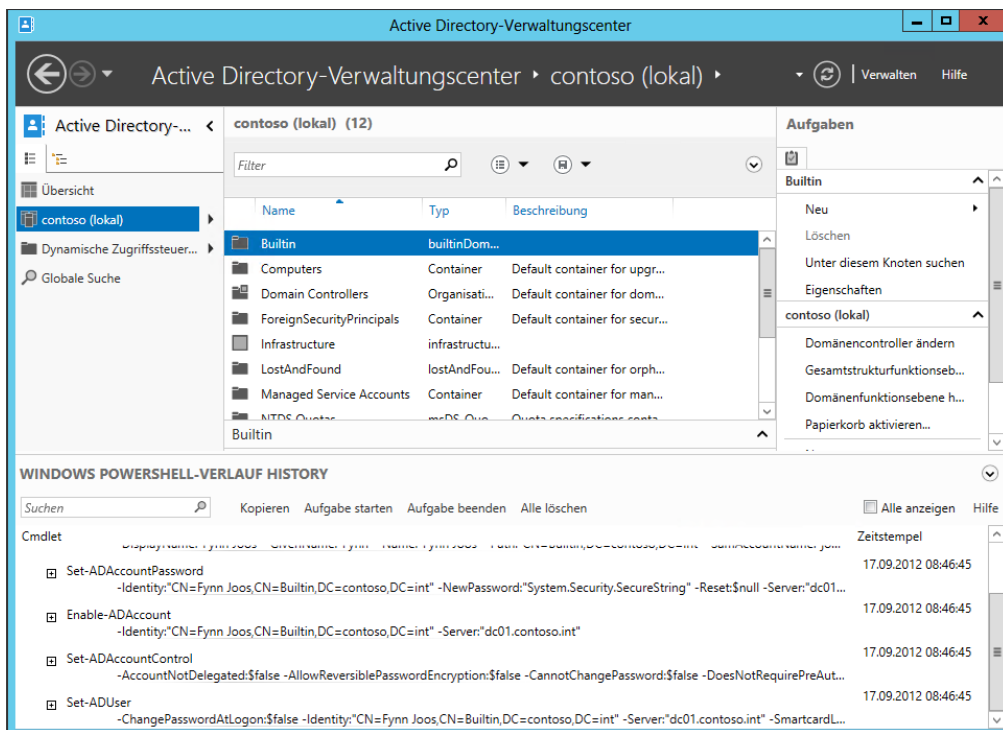 Active Directory-Verwaltungscenter
Active Directory-Verwaltungscenter ‣ contoso (lokal) ‣
Verwalten Hilfe
Active Directory-...
Übersicht
contoso (lokal)
Dynamische Zugriffssteuer...
Globale Suche
contoso (lokal) (12)
Filter
Name Typ Beschreibung
Builtin builtinDom...
Computers Container Default container for upgr...
Domain Controllers Organisati... Default container for dom...
ForeignSecurityPrincipals Container Default container for secur...
Infrastructure infrastructu...
LostAndFound lostAndFou... Default container for orph...
Managed Service Accounts Container Default container for man...
NTDS Quotas msDS-Quo... Quota specifications conta...
Builtin
Aufgaben
Builtin
Neu
Löschen
Unter diesem Knoten suchen
Eigenschaften
contoso (lokal)
Domänencontroller ändern
Gesamtstrukturfunktionseb...
Domänenfunktionsebene h...
Papierkorb aktivieren...
WINDOWS POWERSHELL-VERLAUF HISTORY
Suchen Kopieren Aufgabe starten Aufgabe beenden Alle löschen Alle anzeigen Hilfe
Cmdlet Zeitstempel
Set-ADAccountPassword 17.09.2012 08:46:45
-Identity:"CN=Fynn Joos,CN=Builtin,DC=contoso,DC=int" -NewPassword:"System.Security.SecureString" -Reset:$null -Server:"dc01...
Enable-ADAccount 17.09.2012 08:46:45
-Identity:"CN=Fynn Joos,CN=Builtin,DC=contoso,DC=int" -Server:"dc01.contoso.int"
Set-ADAccountControl 17.09.2012 08:46:45
-AccountNotDelegated:$false -AllowReversiblePasswordEncryption:$false -CannotChangePassword:$false -DoesNotRequirePreAut...
Set-ADUser 17.09.2012 08:46:45
-ChangePasswordAtLogon:$false -Identity:"CN=Fynn Joos,CN=Builtin,DC=contoso,DC=int" -Server:"dc01.contoso.int" -SmartcardL...